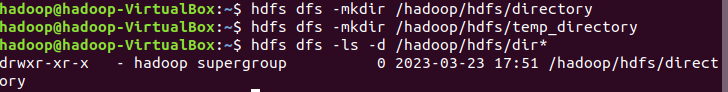 hadoop@hadoop-VirtualBox:~$ hdfs dfs -mkdir /hadoop/hdfs/directory
hadoop@hadoop-VirtualBox:~$ hdfs dfs -mkdir /hadoop/hdfs/temp_directory
hadoop@hadoop-VirtualBox:~$ hdfs dfs -ls -d /hadoop/hdfs/dir*
drwxr-xr-x   - hadoop supergroup          0 2023-03-23 17:51 /hadoop/hdfs/direct
ory